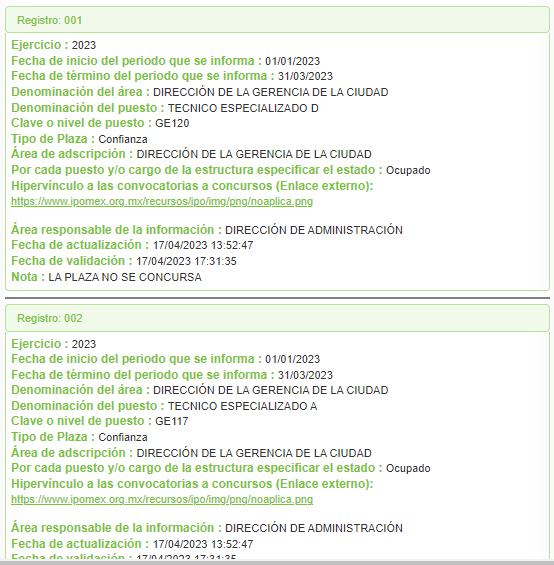 Registro: 001
Ejercicio : 2023
Fecha de inicio del periodo que se informa : 01/01/2023
Fecha de término del periodo que se informa : 31/03/2023
Denominación del área : DIRECCIÓN DE LA GERENCIA DE LA CIUDAD
Denominación del puesto : TECNICO ESPECIALIZADO D
Clave o nivel de puesto : GE120
Tipo de Plaza : Confianza
Área de adscripción : DIRECCIÓN DE LA GERENCIA DE LA CIUDAD
Por cada puesto y/o cargo de la estructura especificar el estado : Ocupado
Hipervínculo a las convocatorias a concursos (Enlace externo):
https://www.ipomex.org.mx/recursos/ipo/img/png/noaplica.png
Área responsable de la información : DIRECCIÓN DE ADMINISTRACIÓN
Fecha de actualización : 17/04/2023 13:52:47
Fecha de validación : 17/04/2023 17:31:35
Nota : LA PLAZA NO SE CONCURSA
Registro: 002
Ejercicio : 2023
Fecha de inicio del periodo que se informa : 01/01/2023
Fecha de término del periodo que se informa : 31/03/2023
Denominación del área : DIRECCIÓN DE LA GERENCIA DE LA CIUDAD
Denominación del puesto : TECNICO ESPECIALIZADO A
Clave o nivel de puesto : GE117
Tipo de Plaza : Confianza
Área de adscripción : DIRECCIÓN DE LA GERENCIA DE LA CIUDAD
Por cada puesto y/o cargo de la estructura especificar el estado : Ocupado
Hipervínculo a las convocatorias a concursos (Enlace externo):
https://www.ipomex.org.mx/recursos/ipo/img/png/noaplica.png
Área responsable de la información : DIRECCIÓN DE ADMINISTRACIÓN
Fecha de actualización : 17/04/2023 13:52:47
Fecha de validación : 17/04/2023 17:31:35